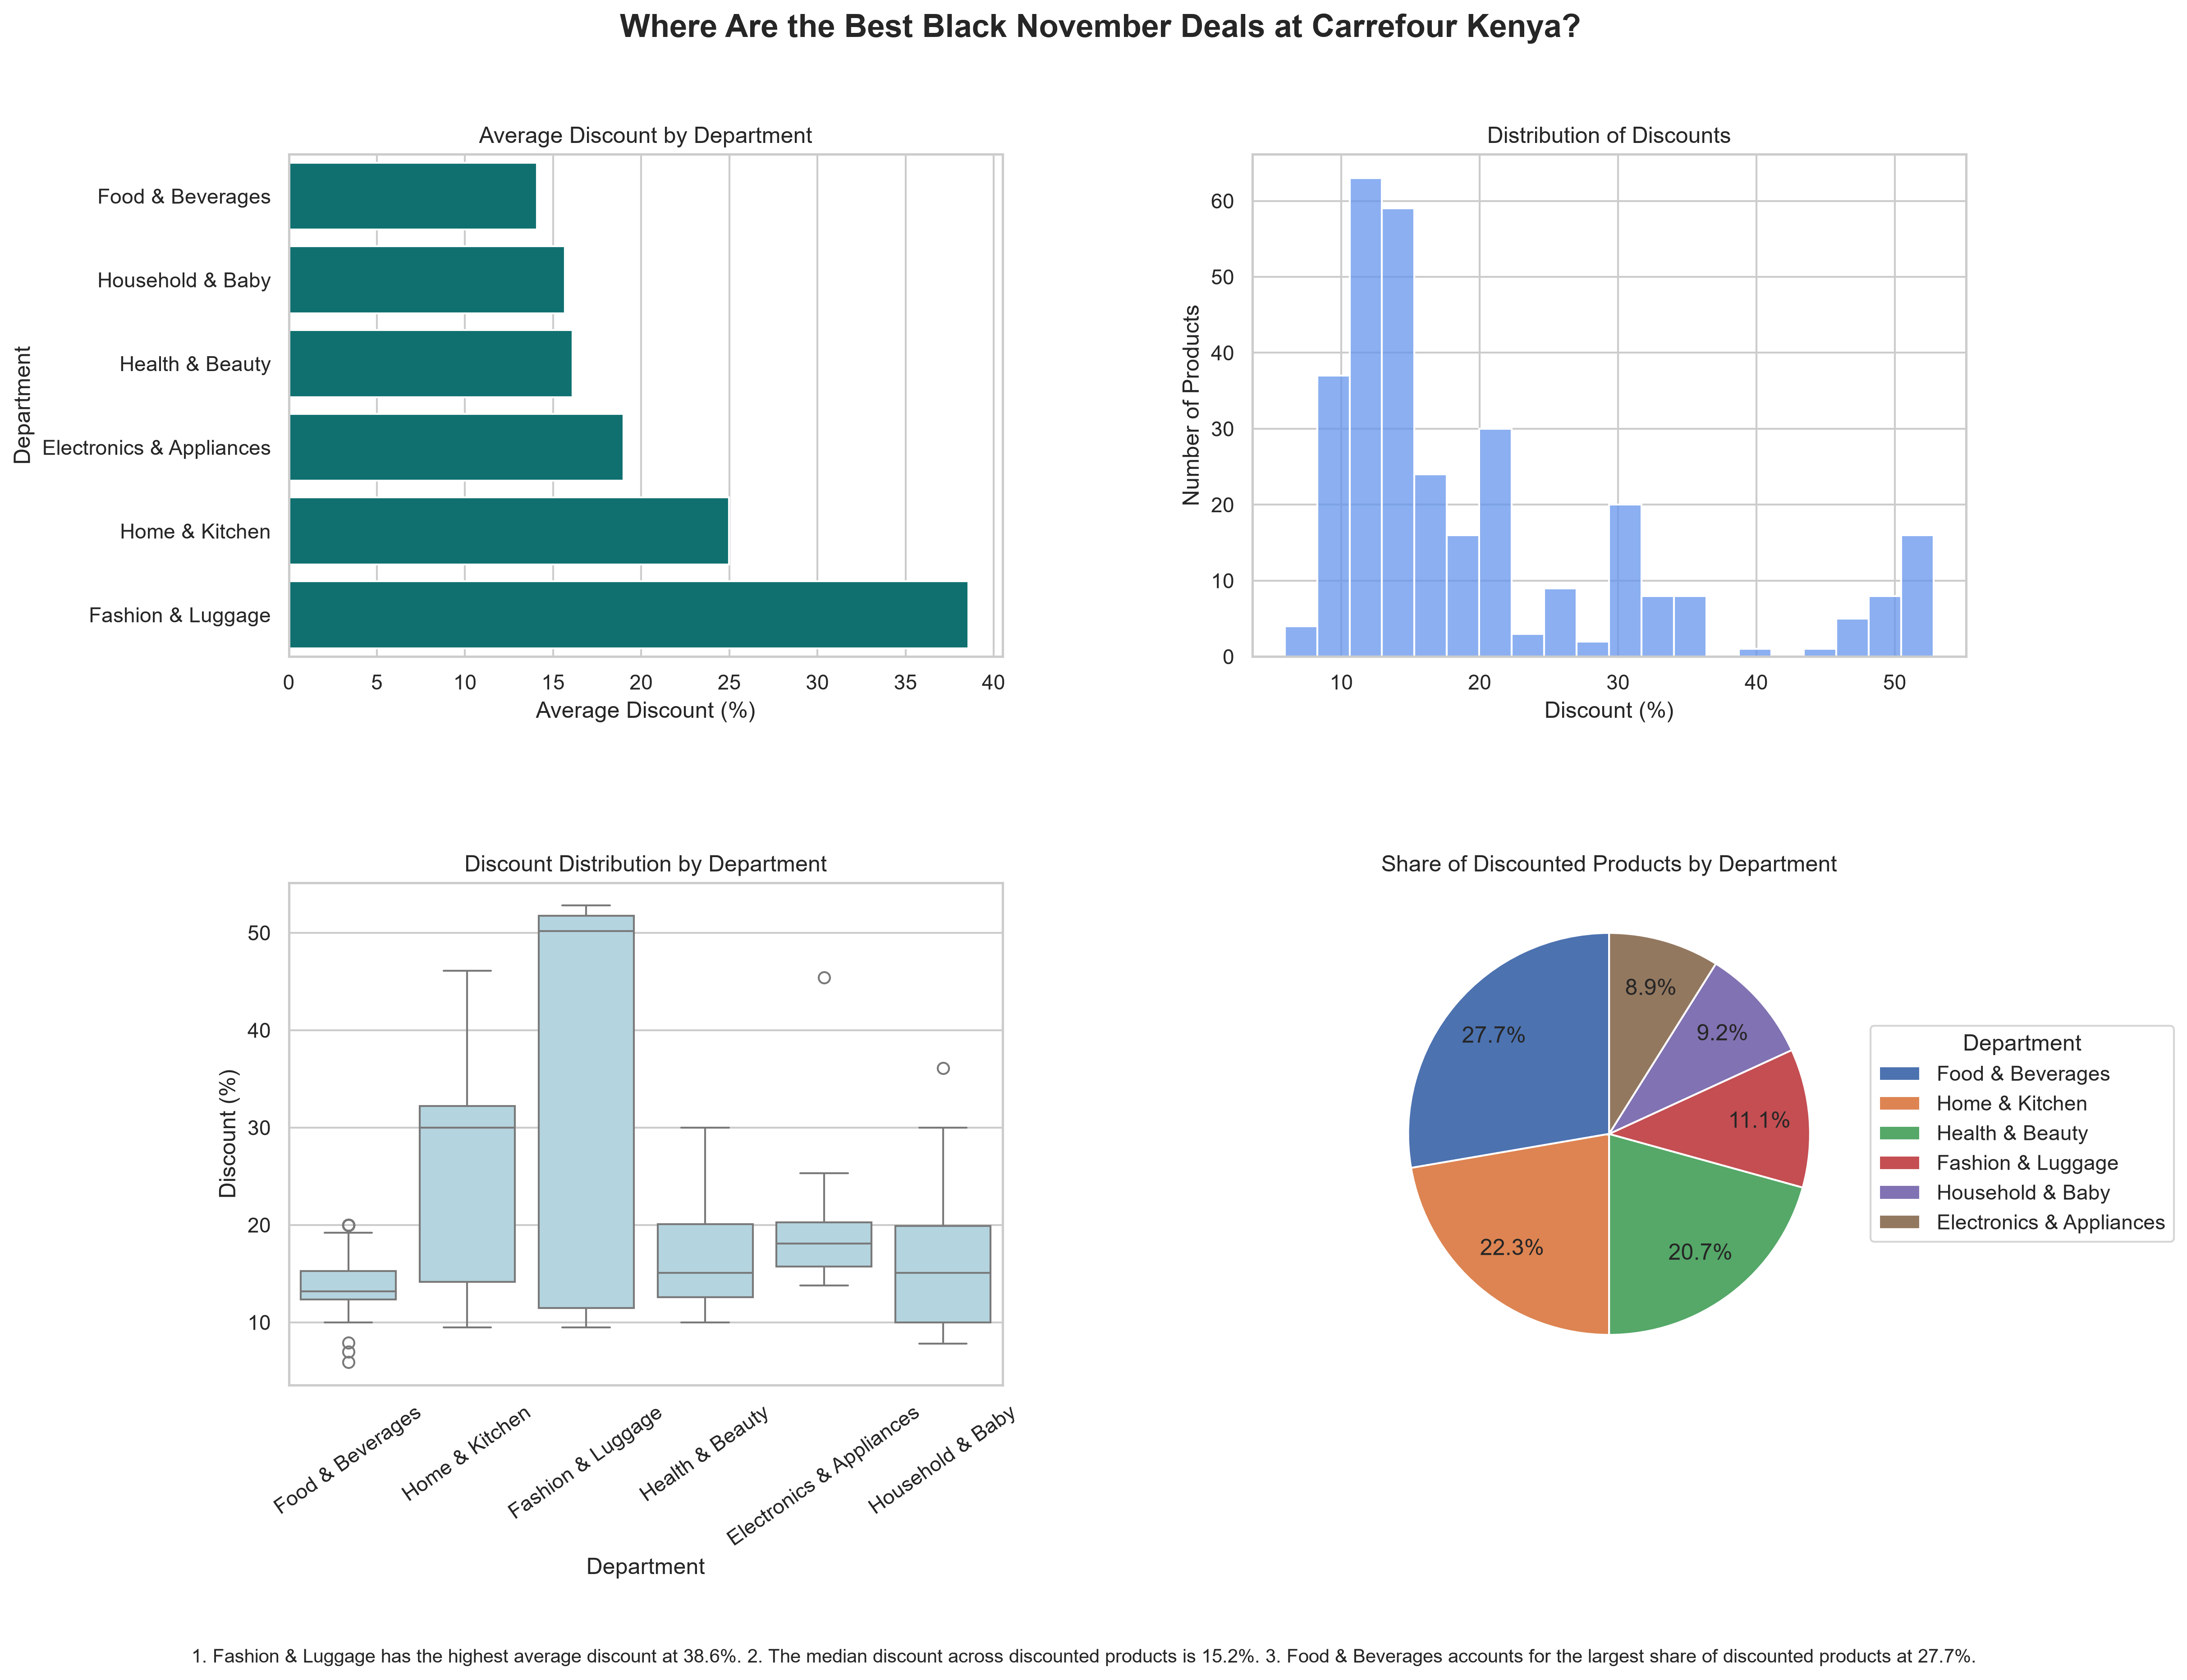 Where Are the Best Black November Deals at Carrefour Kenya?
Average Discount by Department
Department
Food & Beverages
Household & Baby
Health & Beauty
Electronics & Appliances
Home & Kitchen
Fashion & Luggage
0 5 10 15 20 25 30 35 40
Average Discount (%)
Distribution of Discounts
Number of Products
60
50
40
30
20
10
0
10 20 30 40 50
Discount (%)
Discount Distribution by Department
Discount (%)
50
40
30
20
10
Food & Beverages
Home & Kitchen
Fashion & Luggage
Health & Beauty
Electronics & Appliances
Household & Baby
Department
Share of Discounted Products by Department
8.9%
9.2%
27.7%
11.1%
22.3%
20.7%
Department
Food & Beverages
Home & Kitchen
Health & Beauty
Fashion & Luggage
Household & Baby
Electronics & Appliances
1. Fashion & Luggage has the highest average discount at 38.6%. 2. The median discount across discounted products is 15.2%. 3. Food & Beverages accounts for the largest share of discounted products at 27.7%.